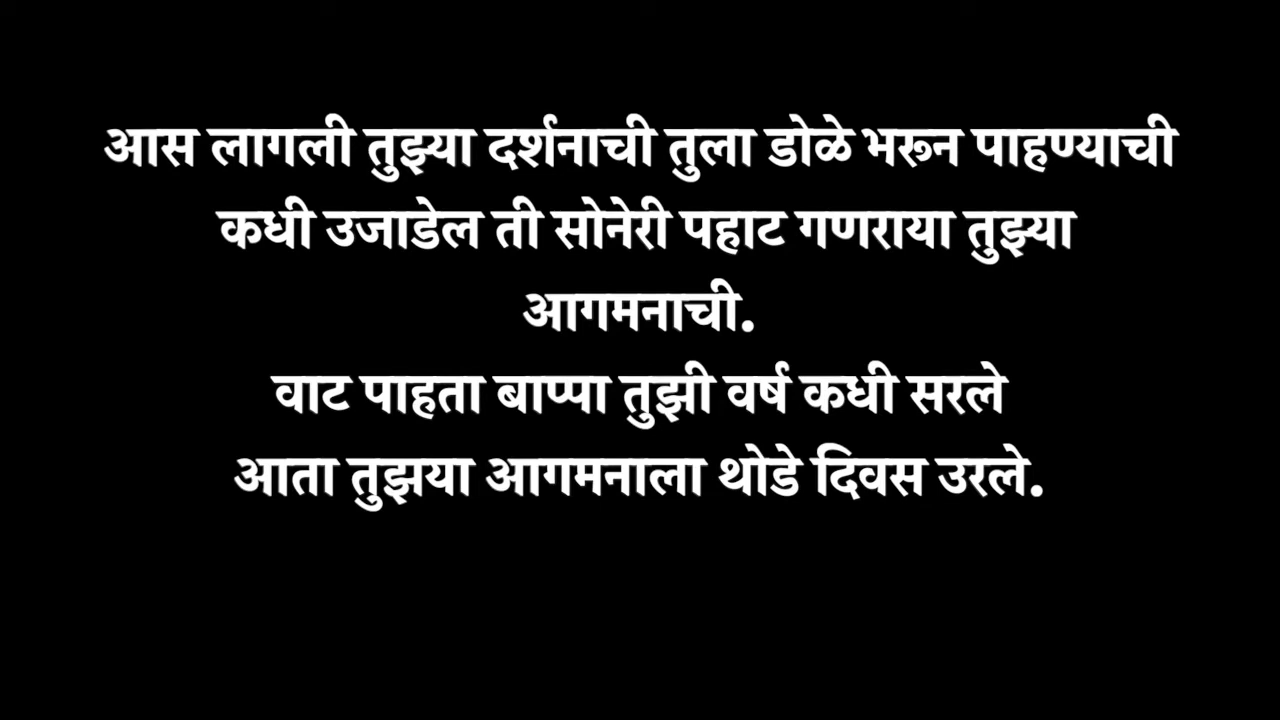 आस लागली तुझ्या दर्शनाची तुला डोळे भरून पाहण्याची
कधी उजाडेल ती सोनेरी पहाट गणराया तुझ्या
आगमनाची.
वाट पाहता बाप्पा तुझी वर्ष कधी सरले
आता तुझया आगमनाला थोडे दिवस उरले.